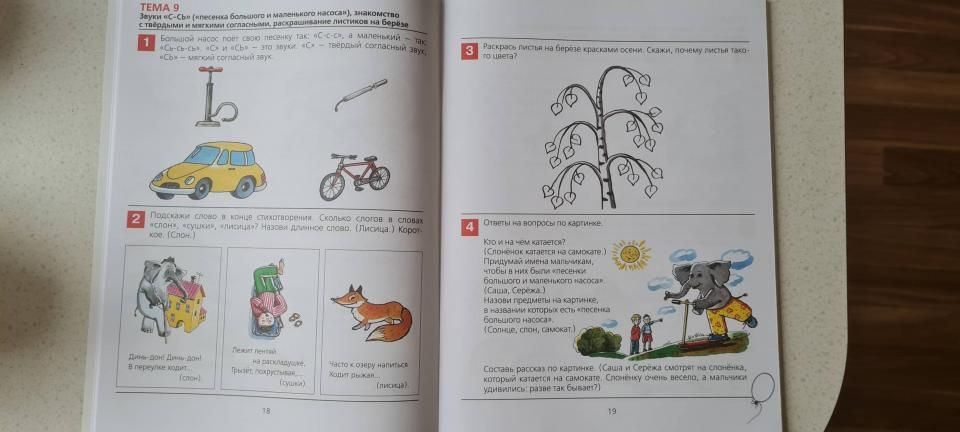 ТЕМА 9
Звуки «С–Сь» («песенка большого и маленького насоса»), знакомство
с твёрдыми и мягкими согласными, раскрашивание листиков на берёзе
1 Большой насос поёт свою песенку так: «С-с-с», а маленький – так:
«Сь-сь-сь». «С» и «Сь» – это звуки. «С» – твёрдый согласный звук,
«Сь» – мягкий согласный звук.
2 Подскажи слово в конце стихотворения. Сколько слогов в словах
«слон», «сушки», «лисица»? Назови длинное слово. (Лисица.) Корот-
кое. (Слон.)
Динь-дон! Динь-дон!
В переулке ходит...
(слон).
Лежит лентяй
на раскладушке,
Грызёт, похрустывая,...
(сушки).
Часто к озеру напиться
Ходит рыжая...
(лисица).
18
3 Раскрась листья на берёзе красками осени. Скажи, почему листья тако-
го цвета?
4 Ответы на вопросы по картинке.
Кто и на чём катается?
(Слонёнок катается на самокате.)
Придумай имена мальчикам,
чтобы в них были «песенки
большого и маленького насоса».
(Саша, Серёжа.)
Назови предметы на картинке,
в названии которых есть «песенка
большого насоса».
(Солнце, слон, самокат.)
Составь рассказ по картинке. (Саша и Серёжа смотрят на слонёнка,
который катается на самокате. Слонёнку очень весело, а мальчики
удивились: разве так бывает?)
19